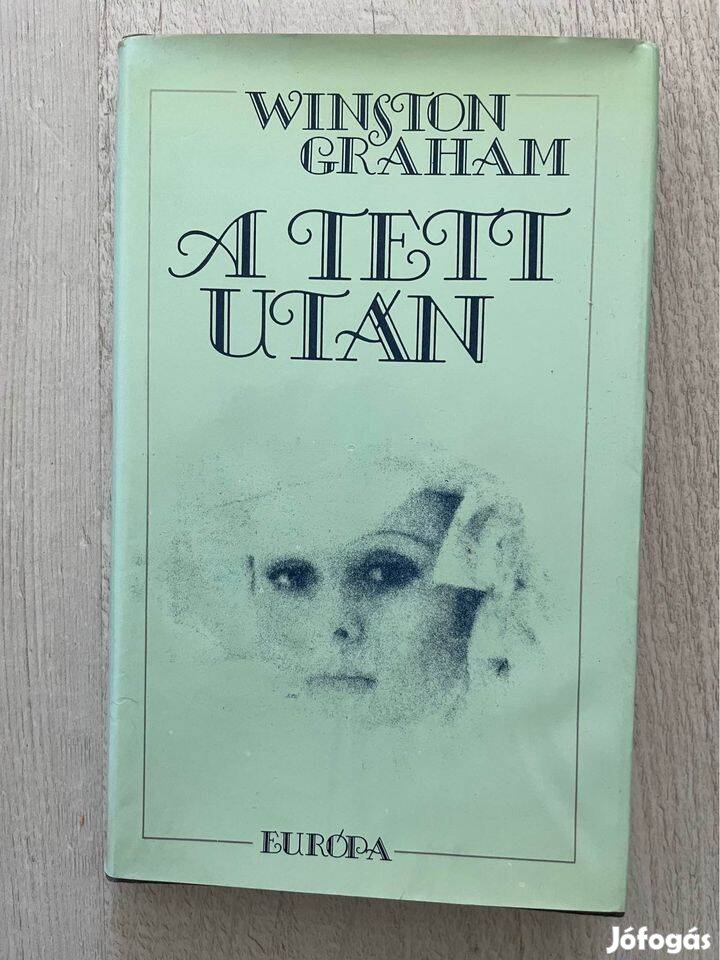 WINSTON
GRAHAM
A TETT
UTÁN
EURÓPA
Jófogás